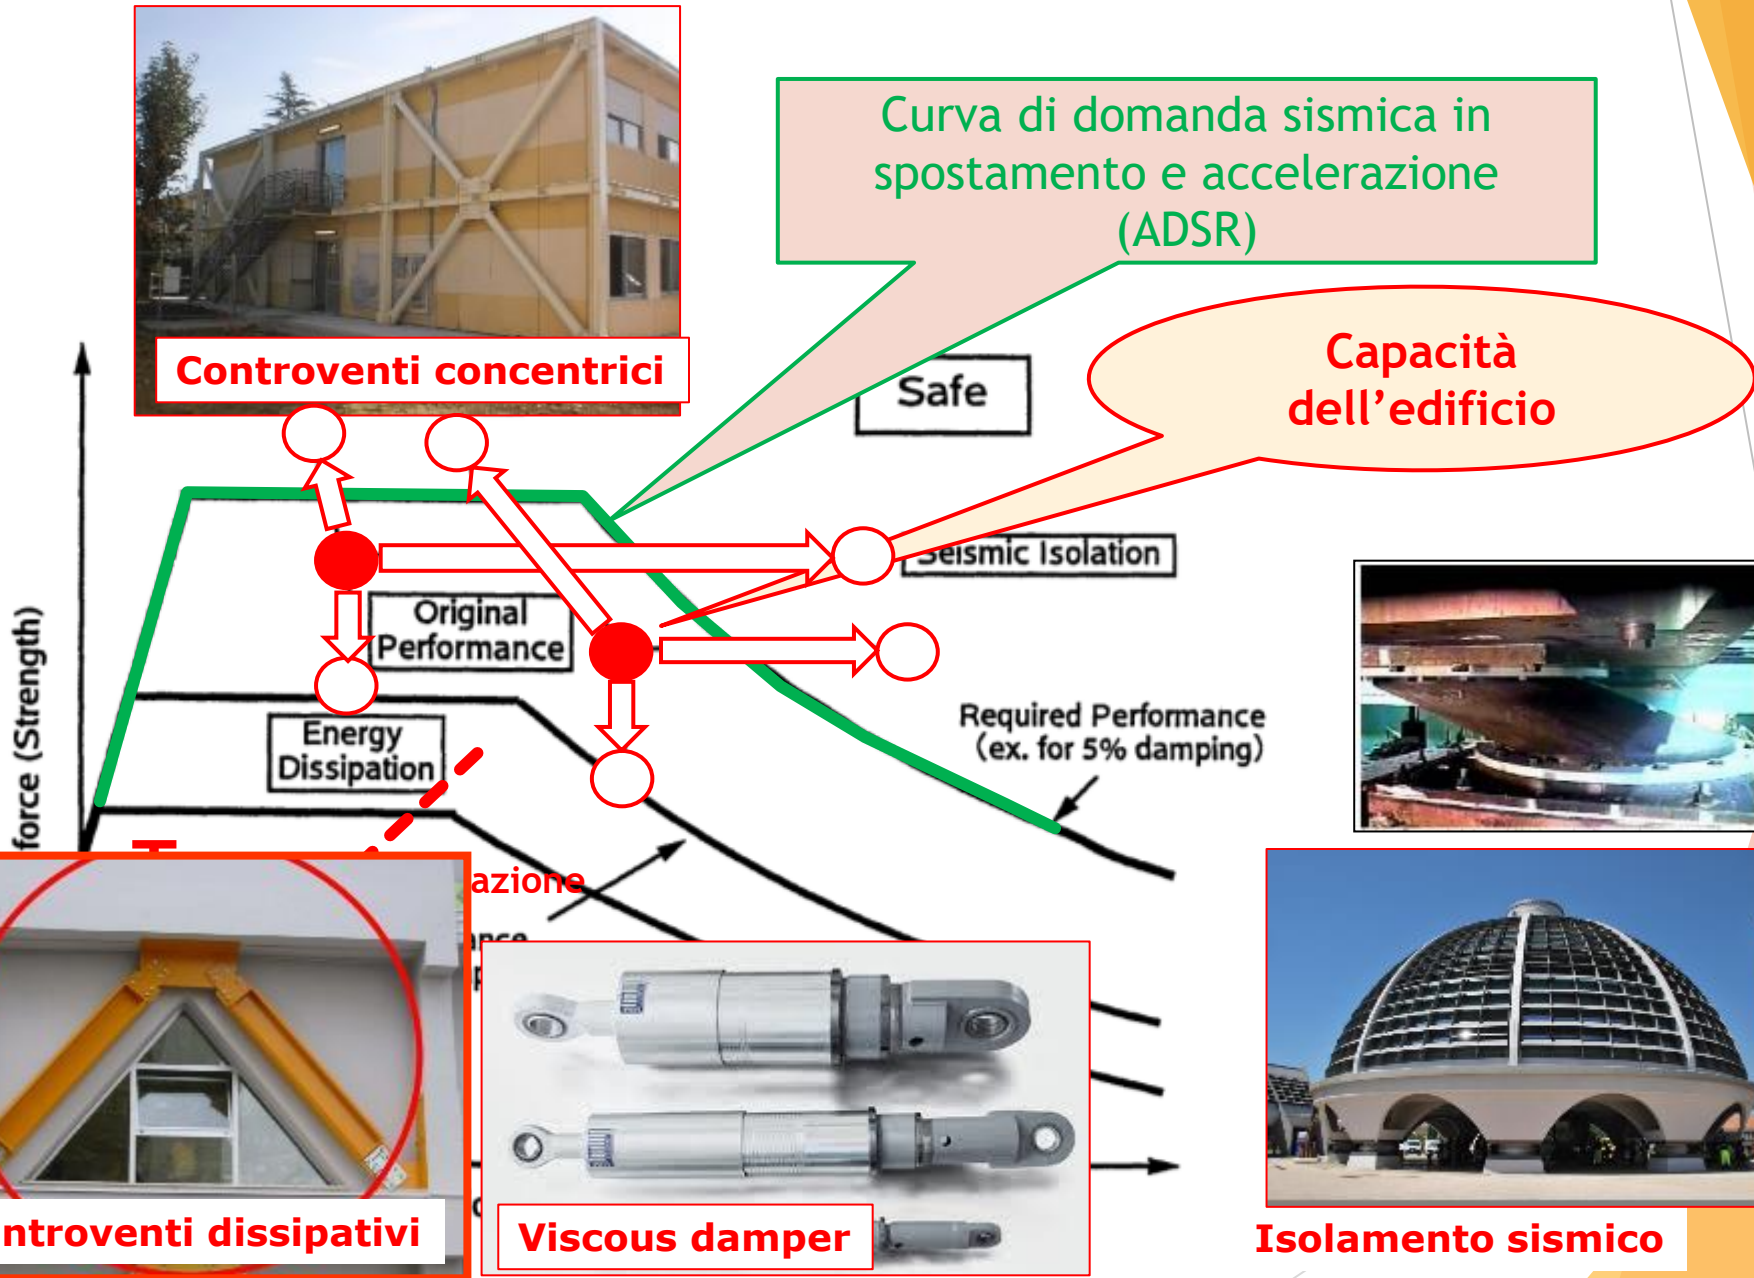 Curva di domanda sismica in
spostamento e accelerazione
(ADSR)
Controventi concentrici
Capacità
dell’edificio
Safe
Seismic Isolation
Original
Performance
force (Strength)
Energy
Dissipation
Required Performance
(ex. for 5% damping)
azione
ntroventi dissipativi
Viscous damper
Isolamento sismico